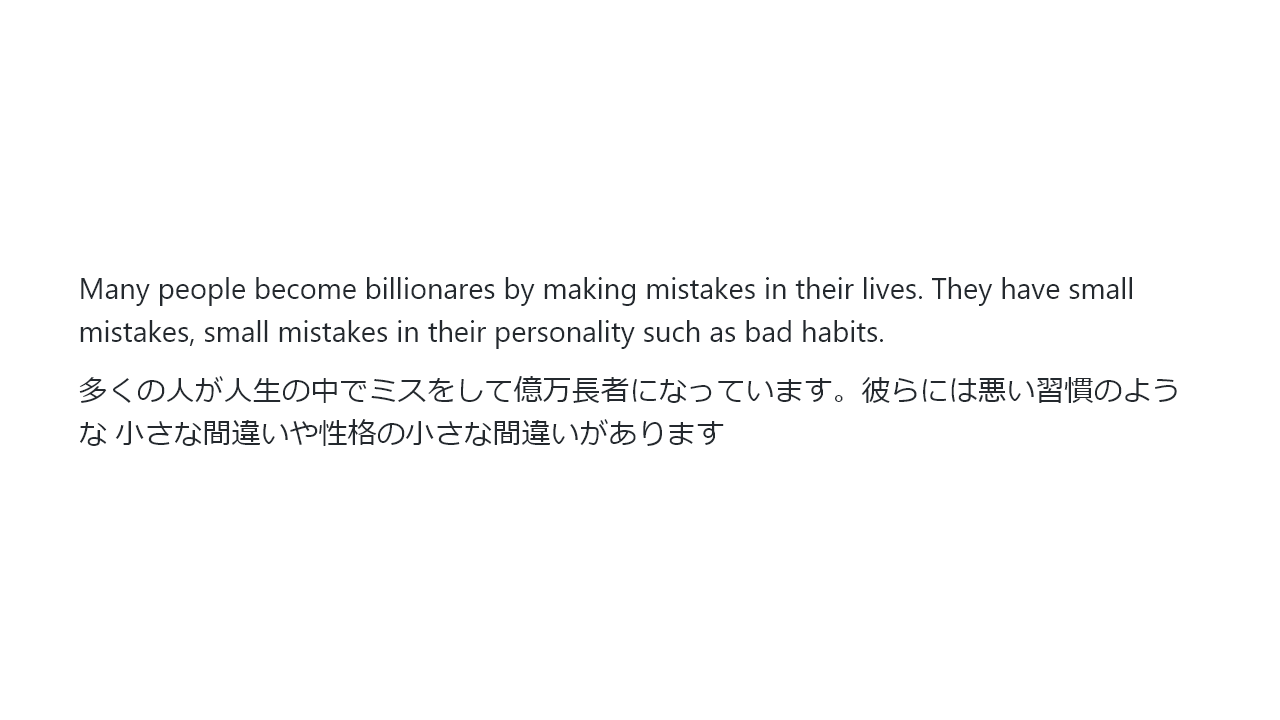 Many people become billionares by making mistakes in their lives. They have small
mistakes, small mistakes in their personality such as bad habits.
多くの人が人生の中でミスをして億万長者になっています。彼らには悪い習慣のよう
な 小さな間違いや性格の小さな間違いがあります